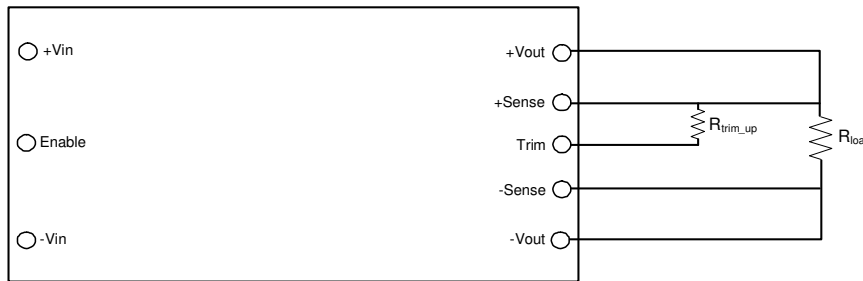 +Vin
+Vout
+Sense
R_trim_up
Enable
Trim
R_loa
-Sense
-Vin
-Vout